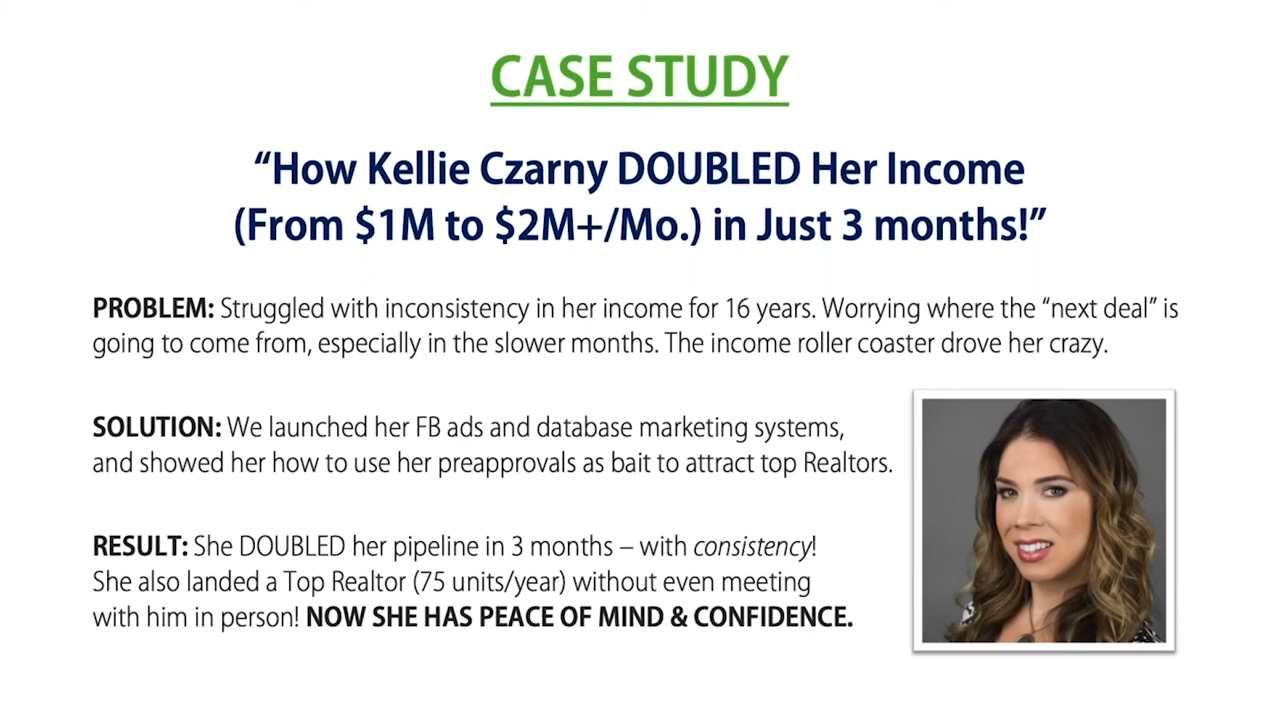 CASE STUDY
“How Kellie Czarny DOUBLED Her Income
(From $1M to $2M+/Mo.) in Just 3 months!”
PROBLEM: Struggled with inconsistency in her income for 16 years. Worrying where the “next deal” is
going to come from, especially in the slower months. The income roller coaster drove her crazy.
SOLUTION: We launched her FB ads and database marketing systems,
and showed her how to use her preapprovals as bait to attract top Realtors.
RESULT: She DOUBLED her pipeline in 3 months – with consistency!
She also landed a Top Realtor (75 units/year) without even meeting
with him in person! NOW SHE HAS PEACE OF MIND & CONFIDENCE.